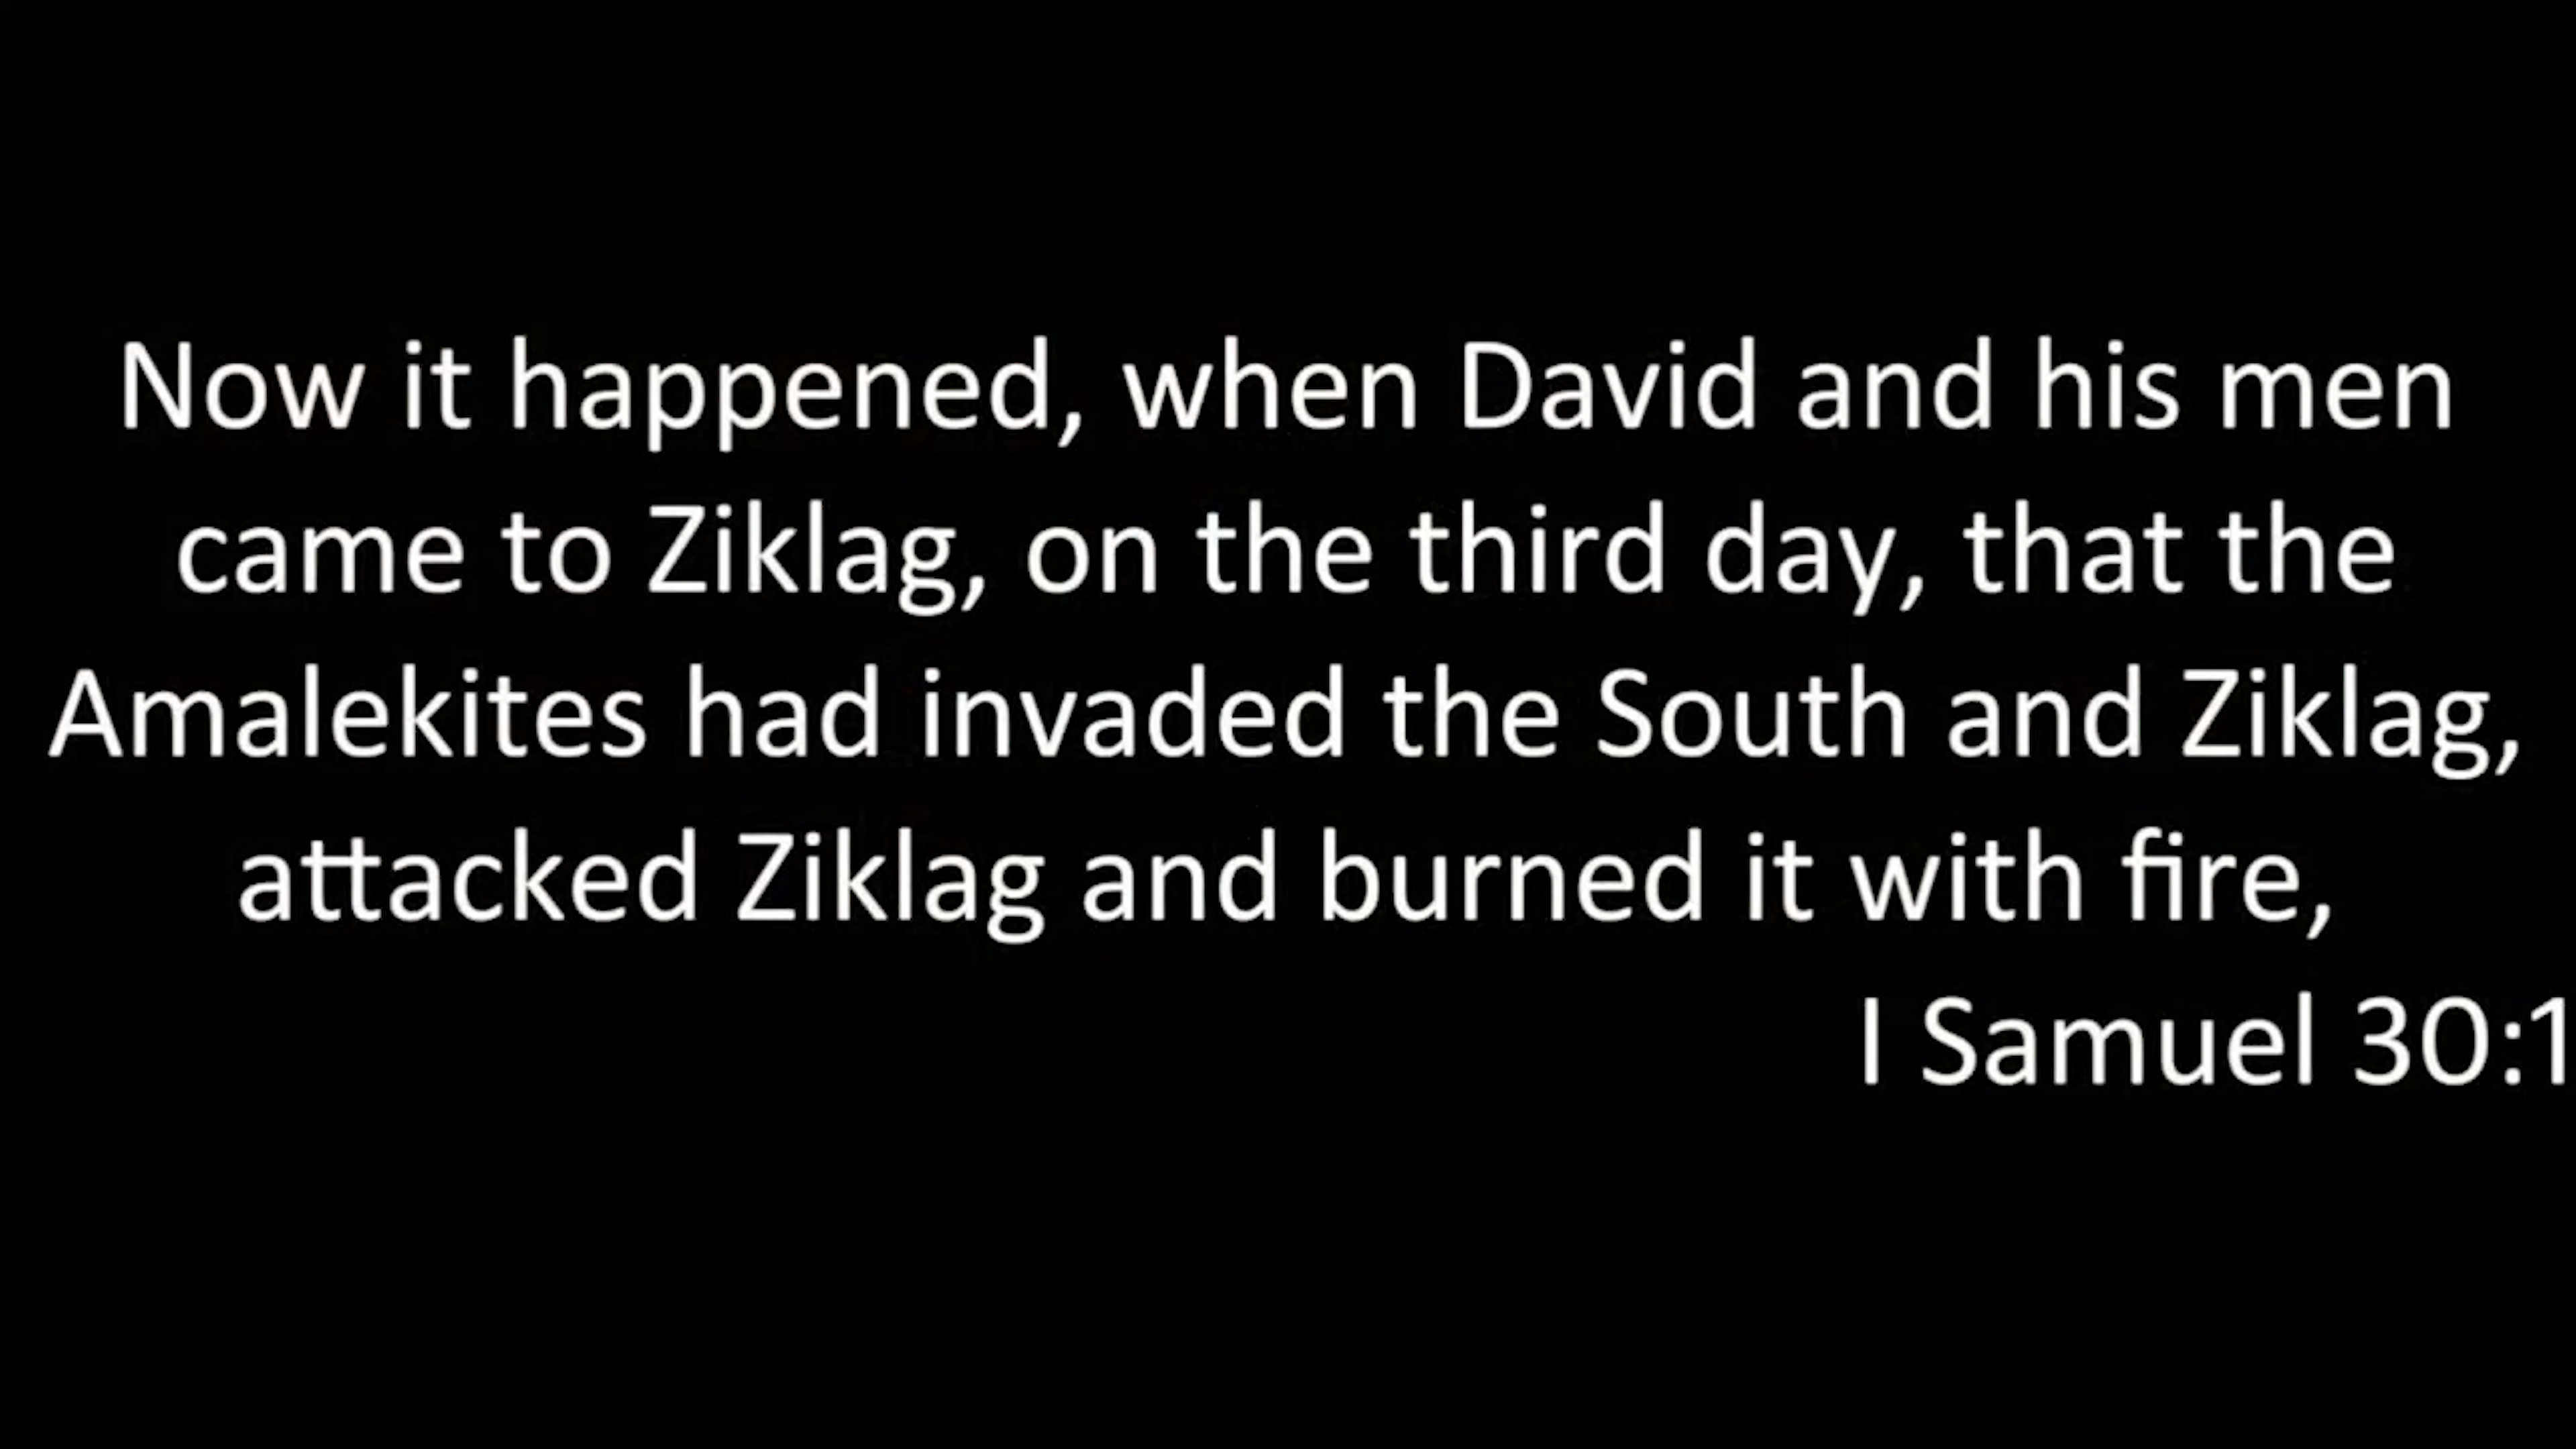 Now it happened, when David and his men
came to Ziklag, on the third day, that the
Amalekites had invaded the South and Ziklag,
attacked Ziklag and burned it with fire,
I Samuel 30:1